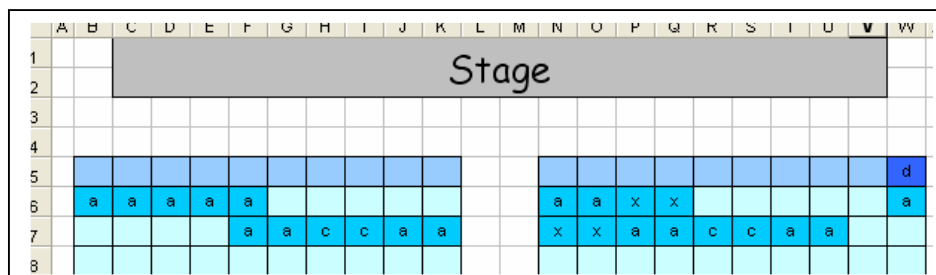 A B C D E F G H I J K L M N O P Q R S T U V W
1
Stage
2
3
4
5 d
6 a a a a a a a x x a
7 a a c c a a x x a a c c a a
8